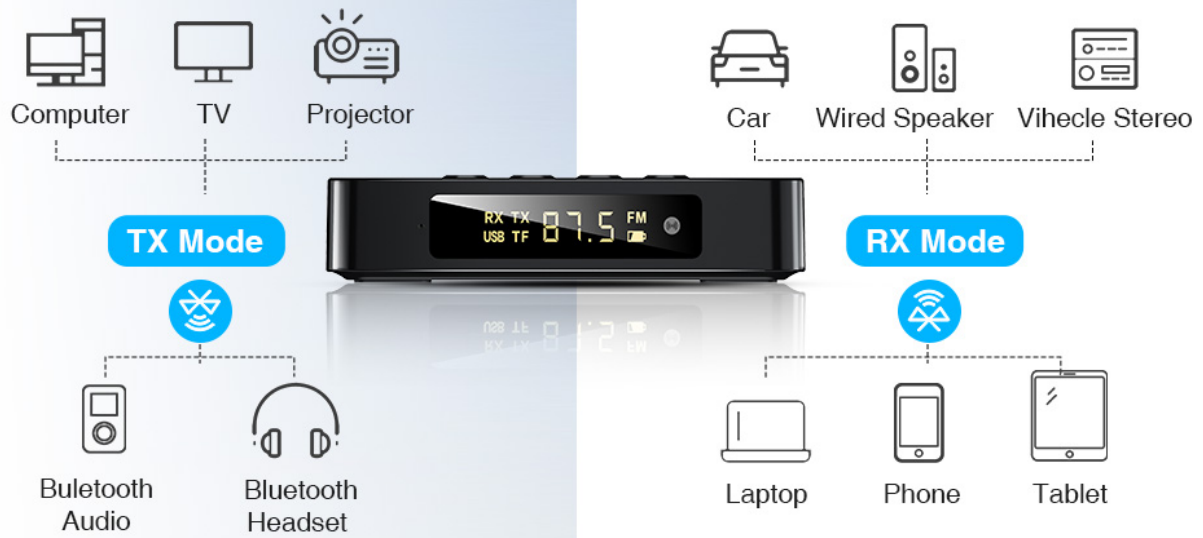 Computer
TV
Projector
Car
Wired Speaker
Vihecle Stereo
TX Mode
RX TX 87.5 FM
USB TF
RX Mode
Buletooth
Audio
Bluetooth
Headset
Laptop
Phone
Tablet